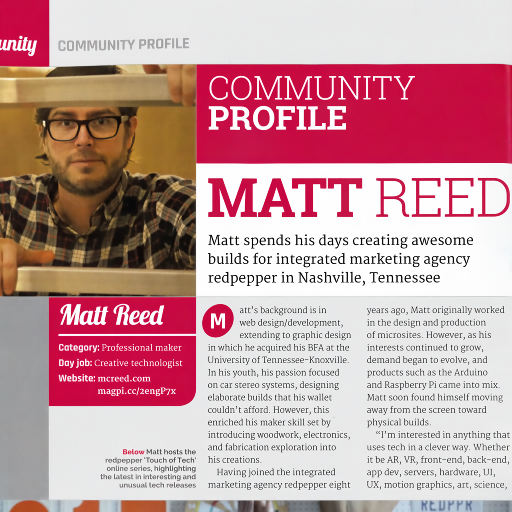 unity
COMMUNITY PROFILE
COMMUNITY
PROFILE
MATT REED
Matt spends his days creating awesome
builds for integrated marketing agency
redpepper in Nashville, Tennessee
Matt Reed
Category: Professional maker
Day job: Creative technologist
Website: mcreed.com
magpi.cc/2engP7x
Below Matt hosts the
redpepper ‘Touch of Tech’
online series, highlighting
the latest in interesting and
unusual tech releases
Matt’s background is in
web design/development,
extending to graphic design
in which he acquired his BFA at the
University of Tennessee-Knoxville.
In his youth, his passion focused
on car stereo systems, designing
elaborate builds that his wallet
couldn’t afford. However, this
enriched his maker skill set by
introducing woodwork, electronics,
and fabrication exploration into
his creations.
Having joined the integrated
marketing agency redpepper eight
years ago, Matt originally worked
in the design and production
of microsites. However, as his
interests continued to grow,
demand began to evolve, and
products such as the Arduino
and Raspberry Pi came into mix.
Matt soon found himself moving
away from the screen toward
physical builds.
“I’m interested in anything that
uses tech in a clever way. Whether
it be AR, VR, front-end, back-end,
app dev, servers, hardware, UI,
UX, motion graphics, art, science,